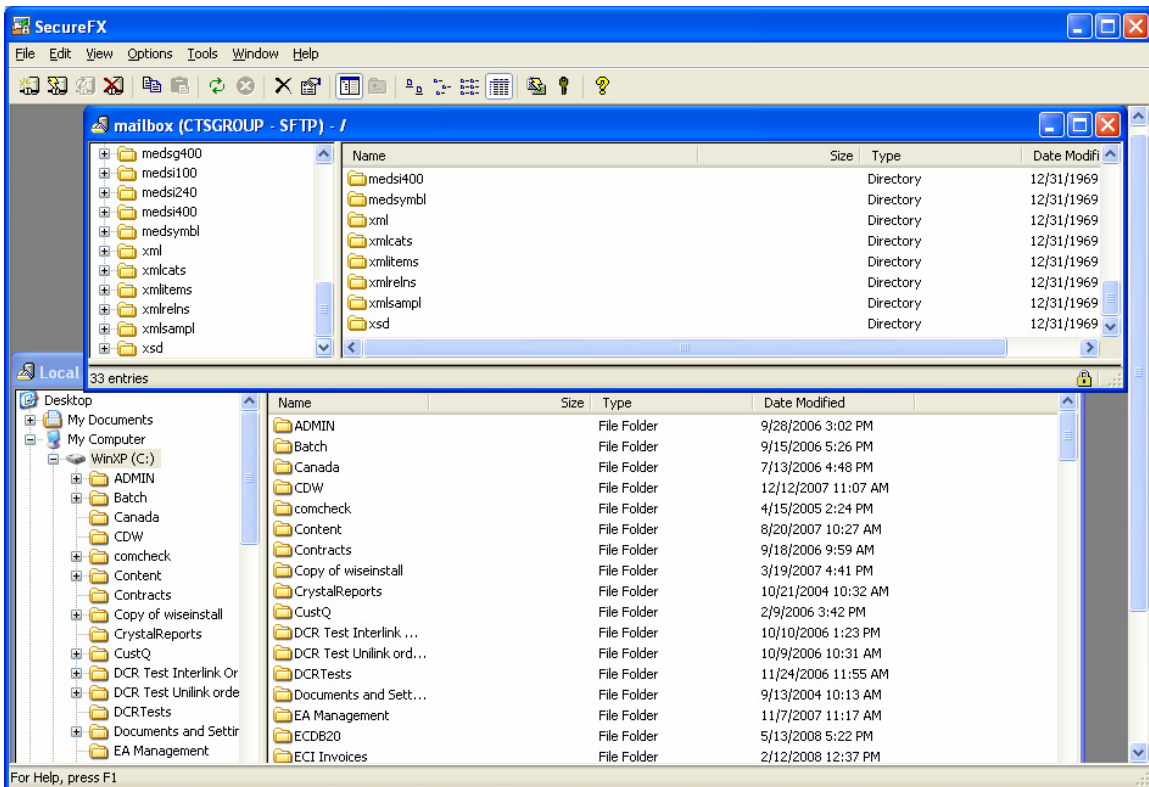 SecureFX
File Edit View Options Tools Window Help
mailbox (CTSGROUP - SFTP) - /
medsg400
medsi100
medsi240
medsi400
medsymbl
xml
xmlcats
xmlitems
xmlrelns
xmlsampl
xsd
Name Size Type Date Modifi
medsi400 Directory 12/31/1969
medsymbl Directory 12/31/1969
xml Directory 12/31/1969
xmlcats Directory 12/31/1969
xmlitems Directory 12/31/1969
xmlrelns Directory 12/31/1969
xmlsampl Directory 12/31/1969
xsd Directory 12/31/1969
33 entries
Local
Desktop
My Documents
My Computer
WinXP (C:)
ADMIN
Batch
Canada
CDW
comcheck
Content
Contracts
Copy of wiseinstall
CrystalReports
CustQ
DCR Test Interlink Or
DCR Test Unilink orde
DCRTests
Documents and Settir
EA Management
Name Size Type Date Modified
ADMIN File Folder 9/28/2006 3:02 PM
Batch File Folder 9/15/2006 5:26 PM
Canada File Folder 7/13/2006 4:48 PM
CDW File Folder 12/12/2007 11:07 AM
comcheck File Folder 4/15/2005 2:24 PM
Content File Folder 8/20/2007 10:27 AM
Contracts File Folder 9/18/2006 9:59 AM
Copy of wiseinstall File Folder 3/19/2007 4:41 PM
CrystalReports File Folder 10/21/2004 10:32 AM
CustQ File Folder 2/9/2006 3:42 PM
DCR Test Interlink ... File Folder 10/10/2006 1:23 PM
DCR Test Unilink ord... File Folder 10/9/2006 10:31 AM
DCRTests File Folder 11/24/2006 11:55 AM
Documents and Sett... File Folder 9/13/2004 10:13 AM
EA Management File Folder 11/7/2007 11:17 AM
ECDB20 File Folder 5/13/2008 5:22 PM
ECI Invoices File Folder 2/12/2008 12:37 PM
For Help, press F1